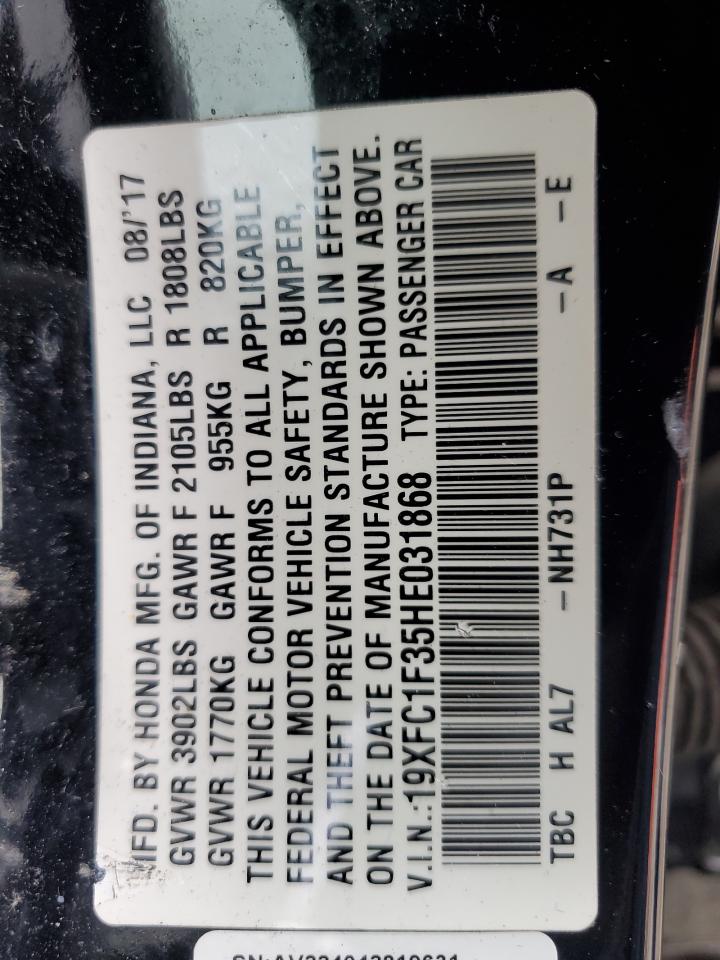 MFD. BY HONDA MFG. OF INDIANA, LLC 08/'17
GVWR 3902LBS GAWR F 2105LBS R 1808LBS
GVWR 1770KG GAWR F 955KG R 820KG
THIS VEHICLE CONFORMS TO ALL APPLICABLE
FEDERAL MOTOR VEHICLE SAFETY, BUMPER,
AND THEFT PREVENTION STANDARDS IN EFFECT
ON THE DATE OF MANUFACTURE SHOWN ABOVE.
V.I.N.:19XFC1F35HE031868 TYPE: PASSENGER CAR
TBC H AL7 -NH731P -A -E